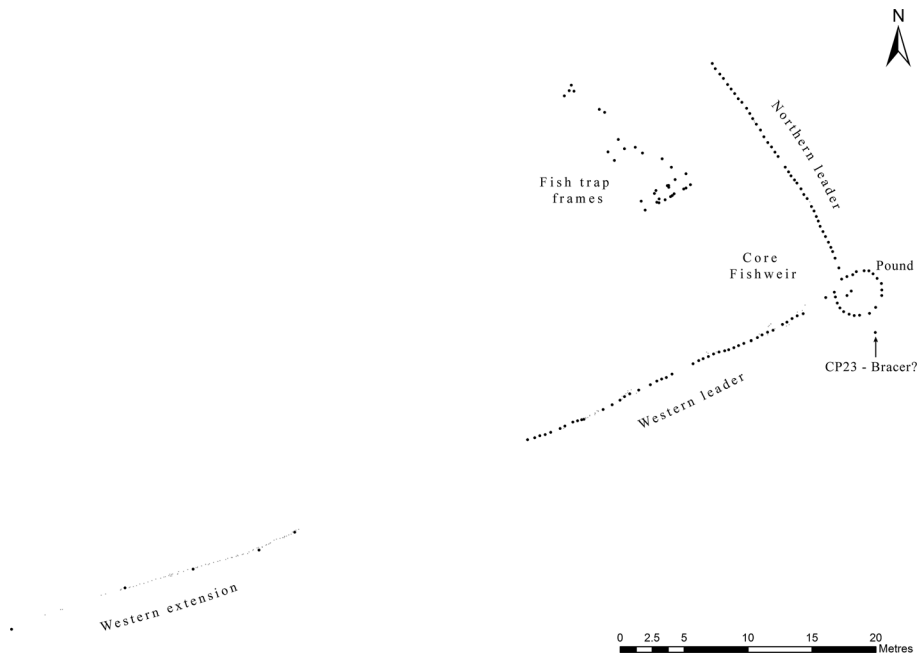 N
Northern leader
Fish trap
frames
Core
Fishweir
Pound
CP23 - Bracer?
Western leader
Western extension
0 2.5 5 10 15 20
Metres